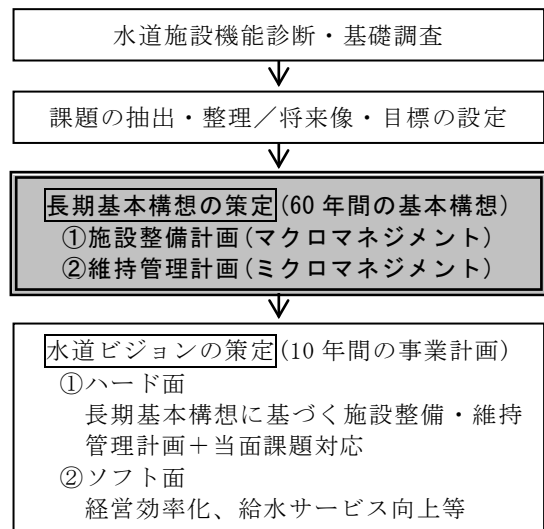 水道施設機能診断・基礎調査
課題の抽出・整理／将来像・目標の設定
長期基本構想の策定(60年間の基本構想)
①施設整備計画(マクロマネジメント)
②維持管理計画(ミクロマネジメント)
水道ビジョンの策定(10年間の事業計画)
①ハード面
長期基本構想に基づく施設整備・維持
管理計画＋当面課題対応
②ソフト面
経営効率化、給水サービス向上等